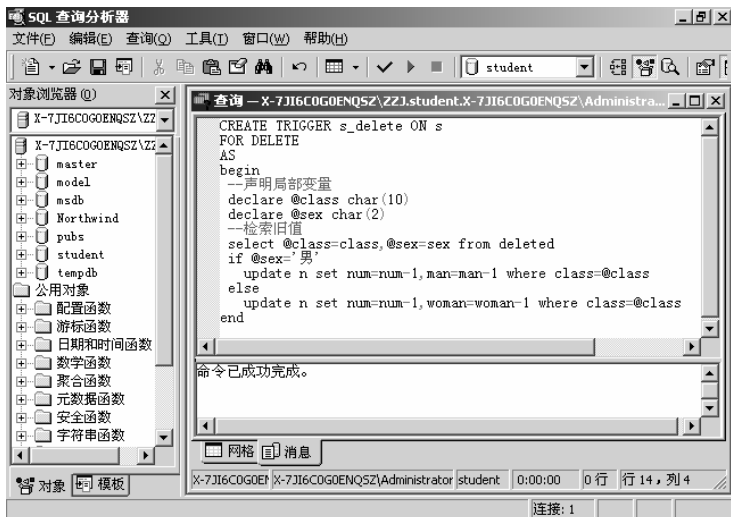 SQL 查询分析器
文件(F) 编辑(E) 查询(Q) 工具(T) 窗口(W) 帮助(H)
student
对象浏览器(O)
X-7JI6C0G0ENQSZ\ZZ
X-7JI6C0G0ENQSZ\ZZ
master
model
msdb
Northwind
pubs
student
tempdb
公用对象
配置函数
游标函数
日期和时间函数
数学函数
聚合函数
元数据函数
安全函数
字符串函数
对象 模板
查询 — X-7JI6C0G0ENQSZ\ZZJ.student.X-7JI6C0G0ENQSZ\Administra...
CREATE TRIGGER s_delete ON s
FOR DELETE
AS
begin
--声明局部变量
declare @class char(10)
declare @sex char(2)
--检索旧值
select @class=class,@sex=sex from deleted
if @sex='男'
update n set num=num-1,man=man-1 where class=@class
else
update n set num=num-1,woman=woman-1 where class=@class
end
命令已成功完成。
网格 消息
X-7JI6C0G0EN X-7JI6C0G0ENQSZ\Administrator student 0:00:00 0 行 行 14，列 4
连接: 1